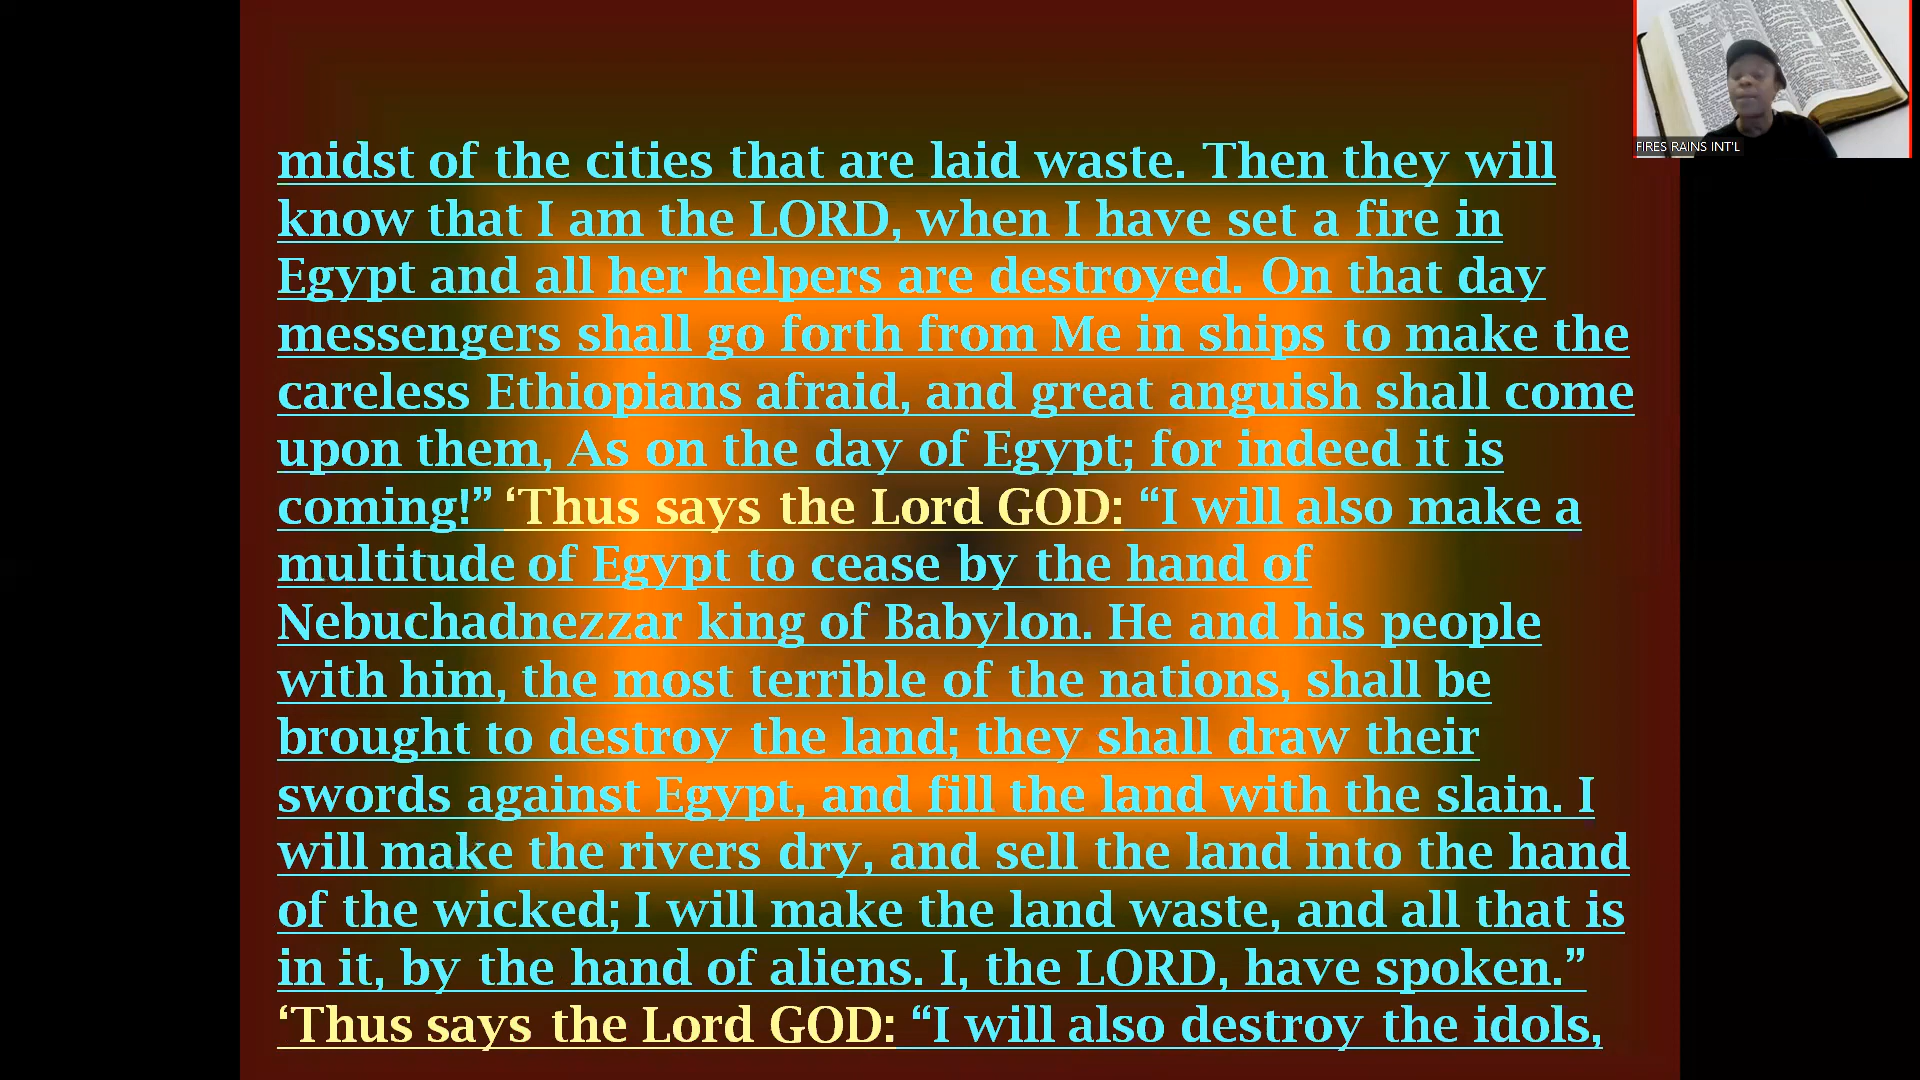 midst of the cities that are laid waste. Then they will
know that I am the LORD, when I have set a fire in
Egypt and all her helpers are destroyed. On that day
messengers shall go forth from Me in ships to make the
careless Ethiopians afraid, and great anguish shall come
upon them, As on the day of Egypt; for indeed it is
coming!” ‘Thus says the Lord GOD: “I will also make a
multitude of Egypt to cease by the hand of
Nebuchadnezzar king of Babylon. He and his people
with him, the most terrible of the nations, shall be
brought to destroy the land; they shall draw their
swords against Egypt, and fill the land with the slain. I
will make the rivers dry, and sell the land into the hand
of the wicked; I will make the land waste, and all that is
in it, by the hand of aliens. I, the LORD, have spoken.”
‘Thus says the Lord GOD: “I will also destroy the idols,
FIRES RAINS INT'L